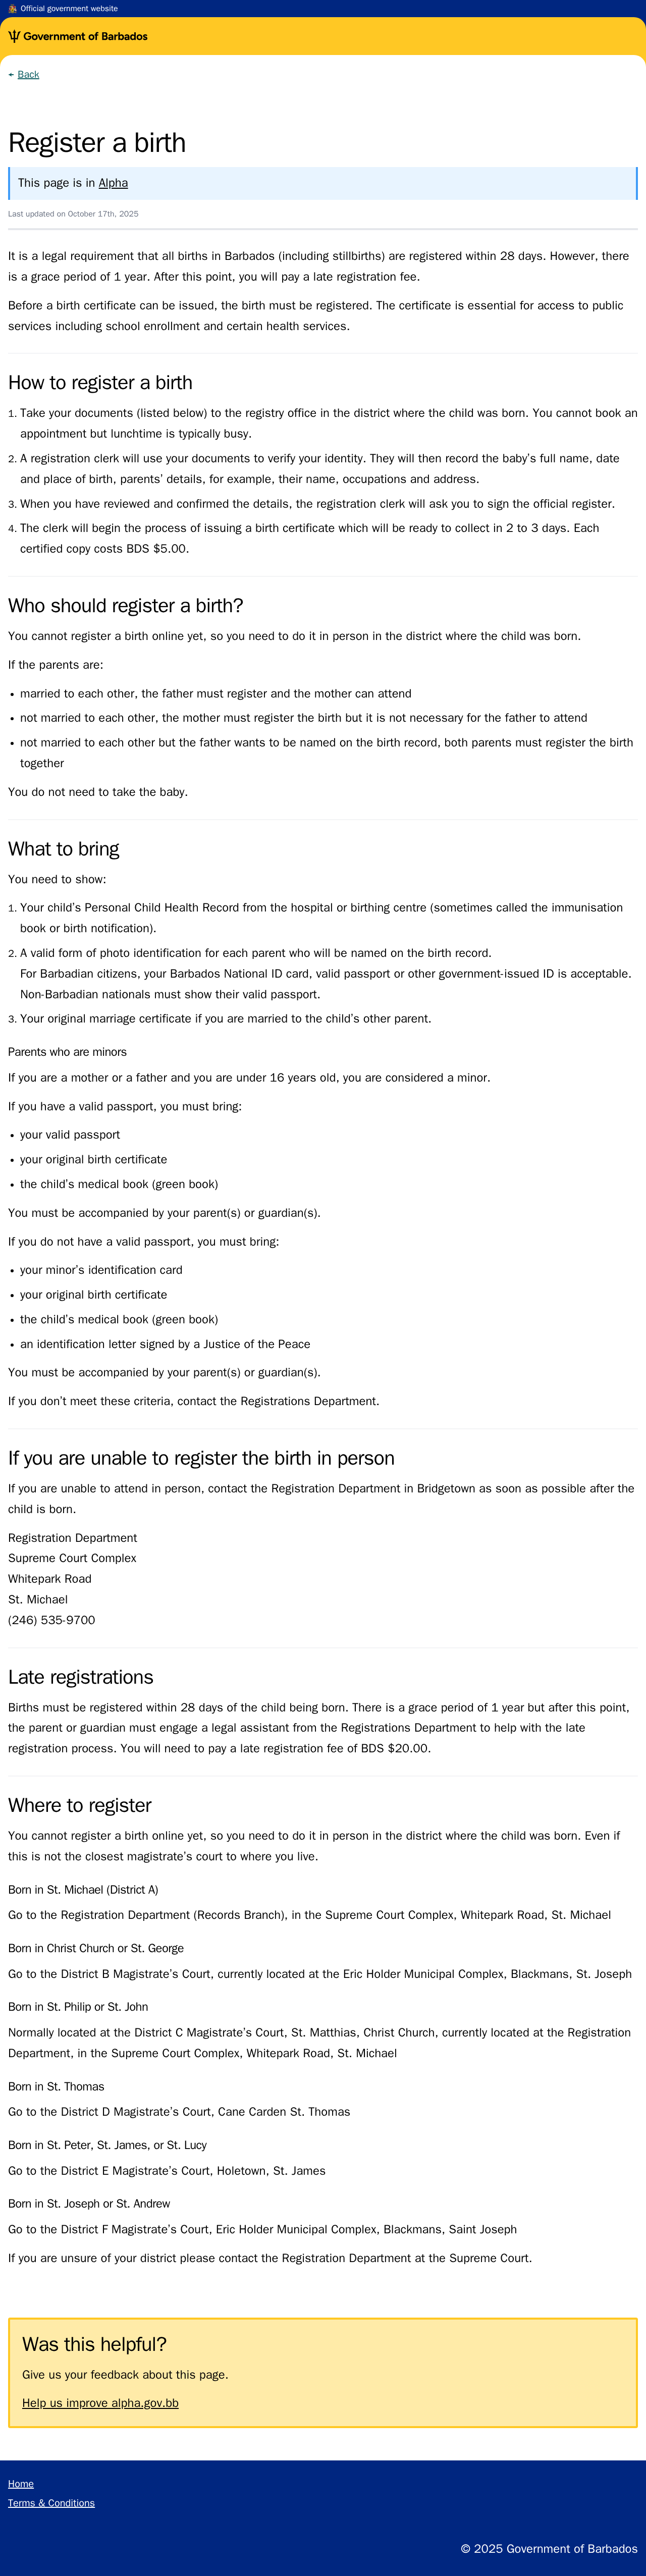 Official government website
Government of Barbados
← Back
Register a birth
This page is in Alpha
Last updated on October 17th, 2025
It is a legal requirement that all births in Barbados (including stillbirths) are registered within 28 days. However, there
is a grace period of 1 year. After this point, you will pay a late registration fee.
Before a birth certificate can be issued, the birth must be registered. The certificate is essential for access to public
services including school enrollment and certain health services.
How to register a birth
1. Take your documents (listed below) to the registry office in the district where the child was born. You cannot book an
appointment but lunchtime is typically busy.
2. A registration clerk will use your documents to verify your identity. They will then record the baby's full name, date
and place of birth, parents' details, for example, their name, occupations and address.
3. When you have reviewed and confirmed the details, the registration clerk will ask you to sign the official register.
4. The clerk will begin the process of issuing a birth certificate which will be ready to collect in 2 to 3 days. Each
certified copy costs BDS $5.00.
Who should register a birth?
You cannot register a birth online yet, so you need to do it in person in the district where the child was born.
If the parents are:
• married to each other, the father must register and the mother can attend
• not married to each other, the mother must register the birth but it is not necessary for the father to attend
• not married to each other but the father wants to be named on the birth record, both parents must register the birth
together
You do not need to take the baby.
What to bring
You need to show:
1. Your child's Personal Child Health Record from the hospital or birthing centre (sometimes called the immunisation
book or birth notification).
2. A valid form of photo identification for each parent who will be named on the birth record.
For Barbadian citizens, your Barbados National ID card, valid passport or other government-issued ID is acceptable.
Non-Barbadian nationals must show their valid passport.
3. Your original marriage certificate if you are married to the child's other parent.
Parents who are minors
If you are a mother or a father and you are under 16 years old, you are considered a minor.
If you have a valid passport, you must bring:
• your valid passport
• your original birth certificate
• the child's medical book (green book)
You must be accompanied by your parent(s) or guardian(s).
If you do not have a valid passport, you must bring:
• your minor's identification card
• your original birth certificate
• the child's medical book (green book)
• an identification letter signed by a Justice of the Peace
You must be accompanied by your parent(s) or guardian(s).
If you don't meet these criteria, contact the Registrations Department.
If you are unable to register the birth in person
If you are unable to attend in person, contact the Registration Department in Bridgetown as soon as possible after the
child is born.
Registration Department
Supreme Court Complex
Whitepark Road
St. Michael
(246) 535-9700
Late registrations
Births must be registered within 28 days of the child being born. There is a grace period of 1 year but after this point,
the parent or guardian must engage a legal assistant from the Registrations Department to help with the late
registration process. You will need to pay a late registration fee of BDS $20.00.
Where to register
You cannot register a birth online yet, so you need to do it in person in the district where the child was born. Even if
this is not the closest magistrate's court to where you live.
Born in St. Michael (District A)
Go to the Registration Department (Records Branch), in the Supreme Court Complex, Whitepark Road, St. Michael
Born in Christ Church or St. George
Go to the District B Magistrate's Court, currently located at the Eric Holder Municipal Complex, Blackmans, St. Joseph
Born in St. Philip or St. John
Normally located at the District C Magistrate's Court, St. Matthias, Christ Church, currently located at the Registration
Department, in the Supreme Court Complex, Whitepark Road, St. Michael
Born in St. Thomas
Go to the District D Magistrate's Court, Cane Carden St. Thomas
Born in St. Peter, St. James, or St. Lucy
Go to the District E Magistrate's Court, Holetown, St. James
Born in St. Joseph or St. Andrew
Go to the District F Magistrate's Court, Eric Holder Municipal Complex, Blackmans, Saint Joseph
If you are unsure of your district please contact the Registration Department at the Supreme Court.
Was this helpful?
Give us your feedback about this page.
Help us improve alpha.gov.bb
Home
Terms & Conditions
© 2025 Government of Barbados